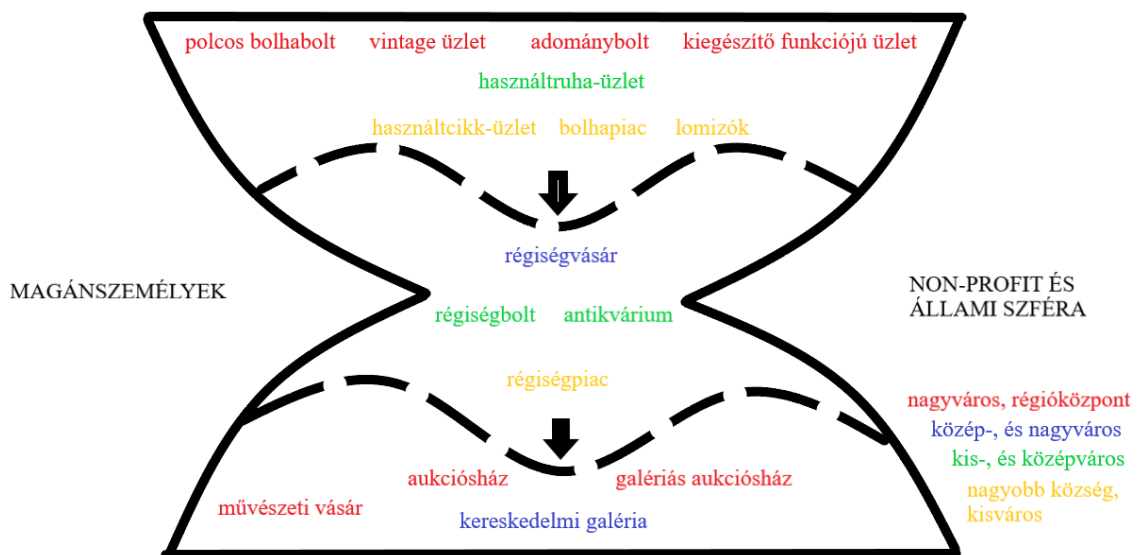 polcos bolhabolt vintage üzlet adománybolt kiegészítő funkciójú üzlet
használtruha-üzlet
használtcikk-üzlet bolhapiac lomizók
régiségvásár
MAGÁNSZEMÉLYEK
NON-PROFIT ÉS
ÁLLAMI SZFÉRA
régiségbolt antikvárium
régiségpiac
aukciósház galériás aukciósház
művészeti vásár
kereskedelmi galéria
nagyváros, régióközpont
közép-, és nagyváros
kis-, és középváros
nagyobb község,
kisváros